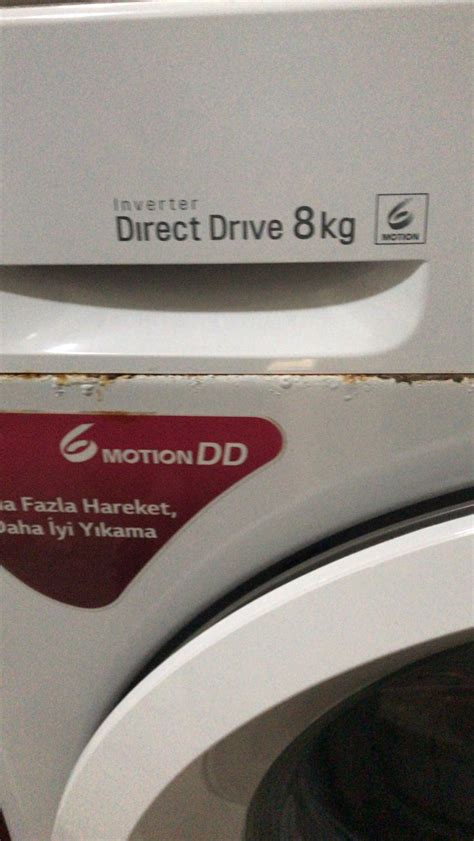 Inverter
Direct Drive 8kg
6 MOTION
6 MOTION DD
Fazla Hareket,
Daha İyi Yıkama